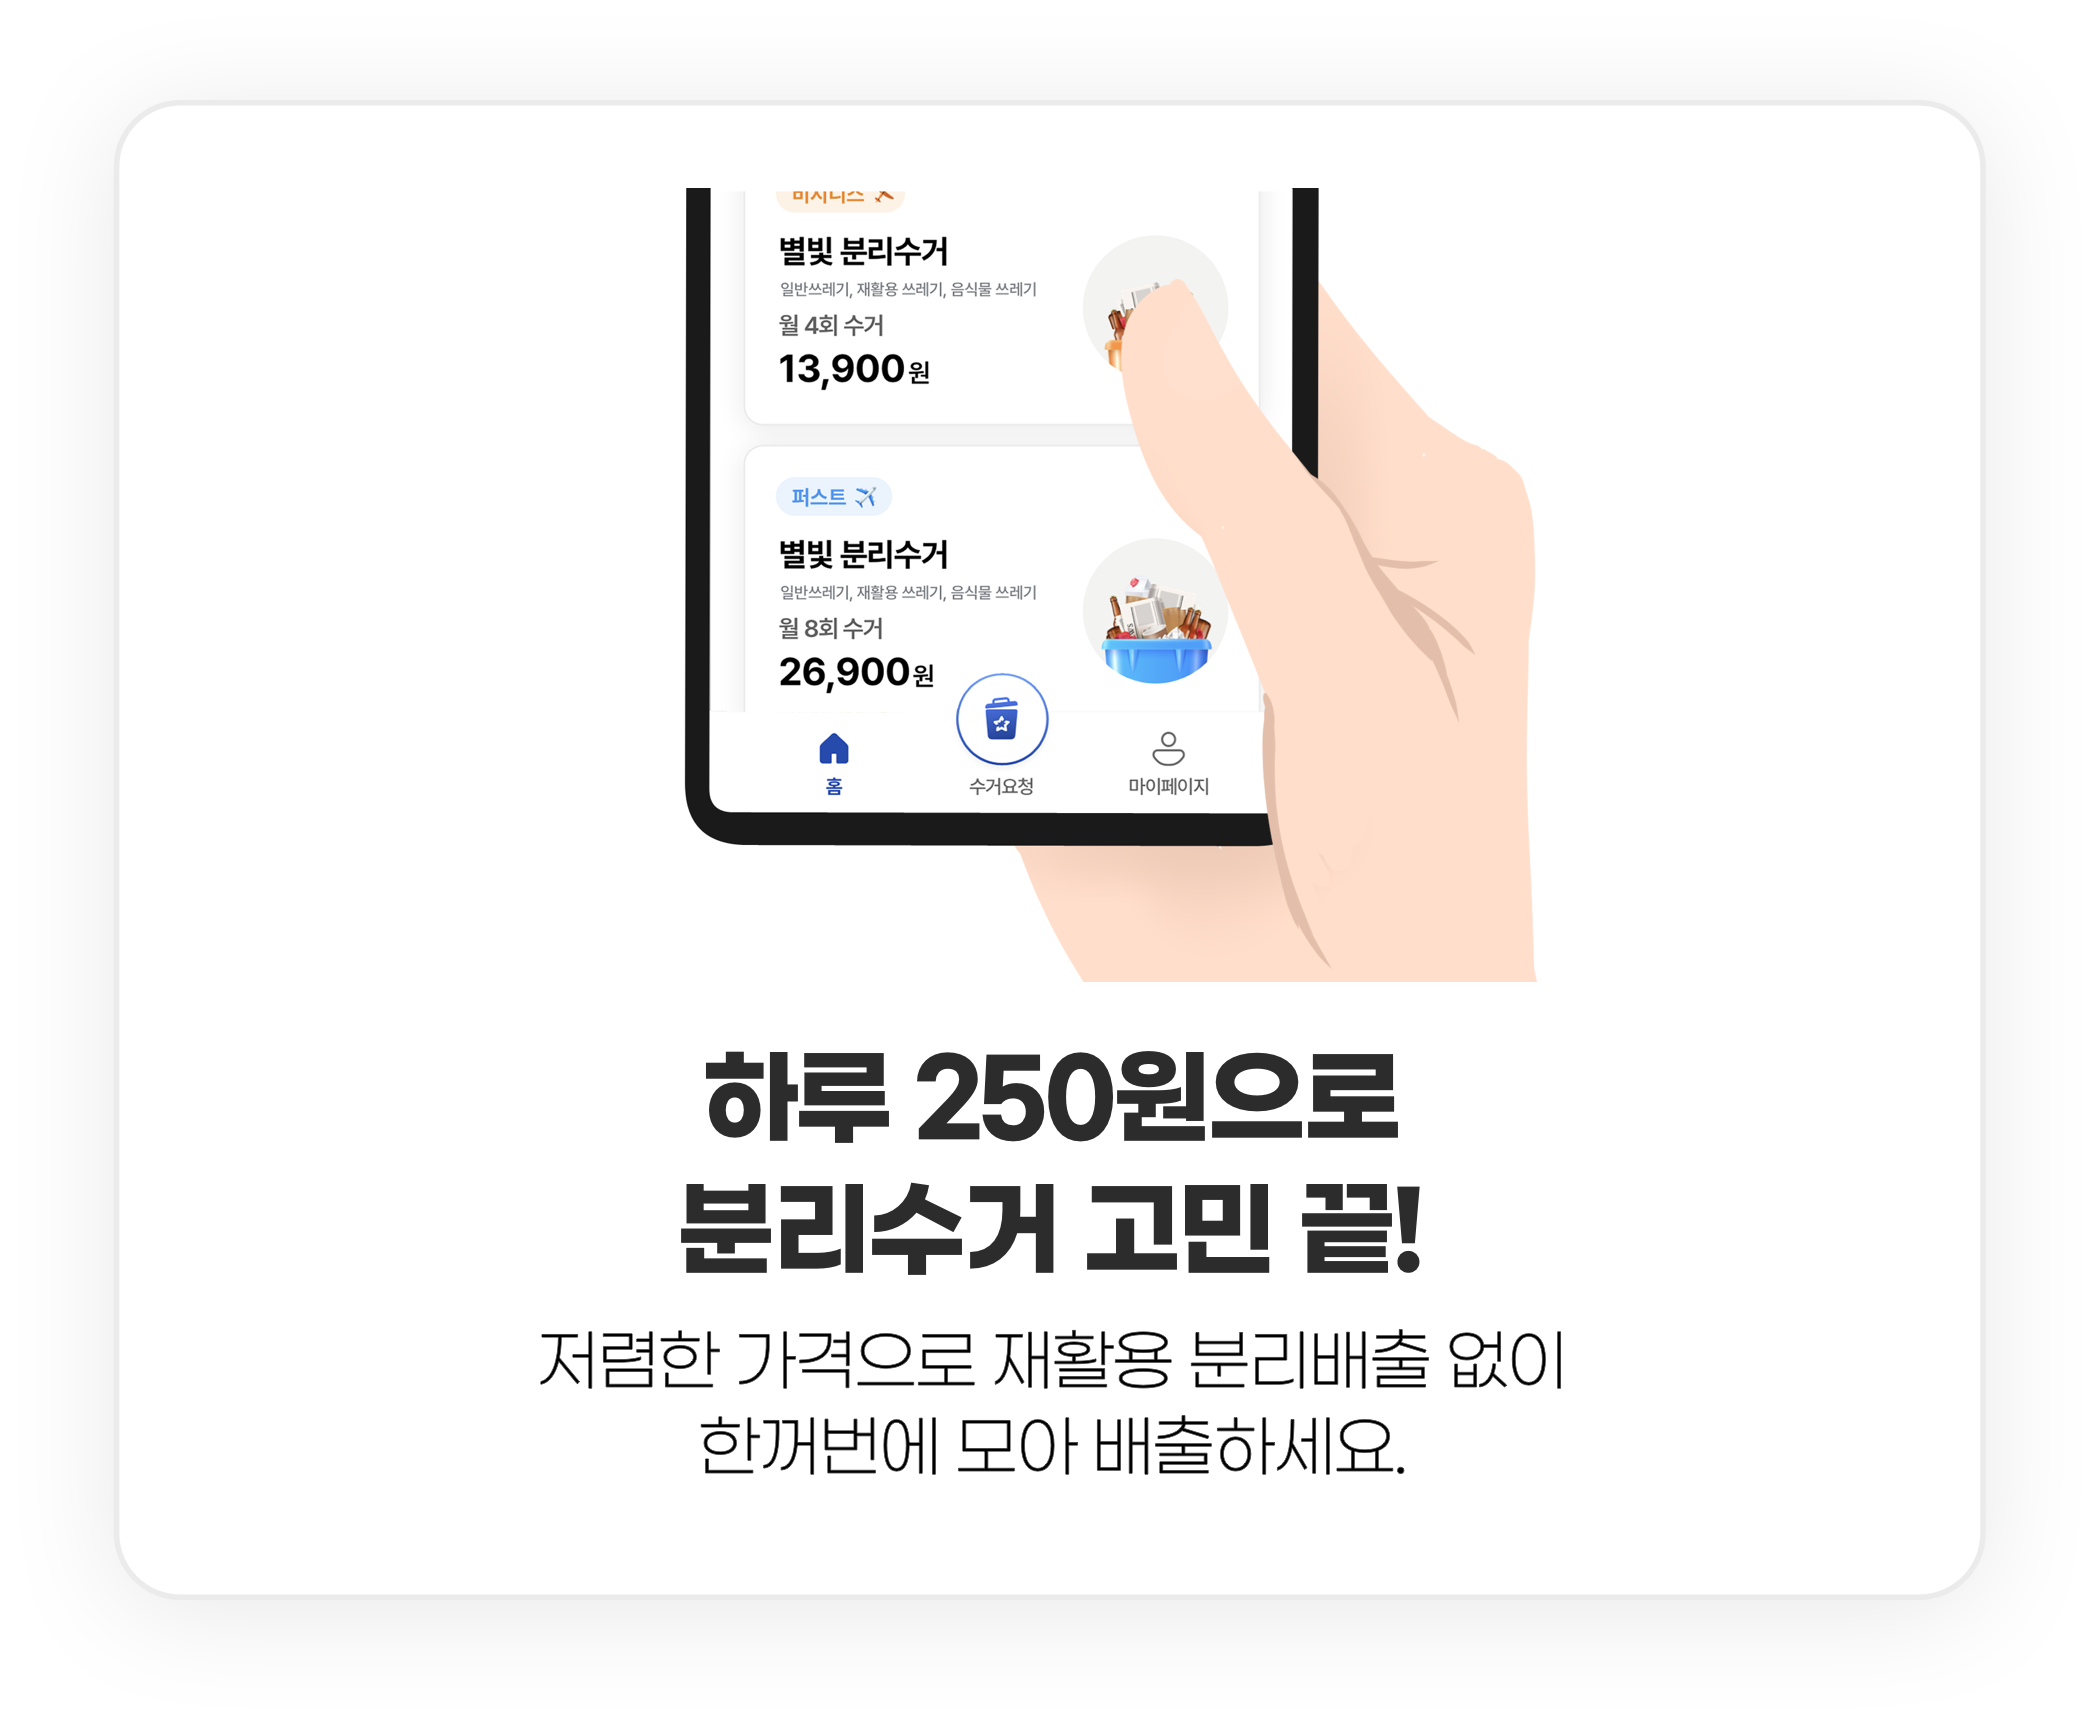 비지니스
별빛 분리수거
일반쓰레기, 재활용 쓰레기, 음식물 쓰레기
월 4회 수거
13,900원
퍼스트
별빛 분리수거
일반쓰레기, 재활용 쓰레기, 음식물 쓰레기
월 8회 수거
26,900원
홈
수거요청
마이페이지
하루 250원으로
분리수거 고민 끝!
저렴한 가격으로 재활용 분리배출 없이
한꺼번에 모아 배출하세요.